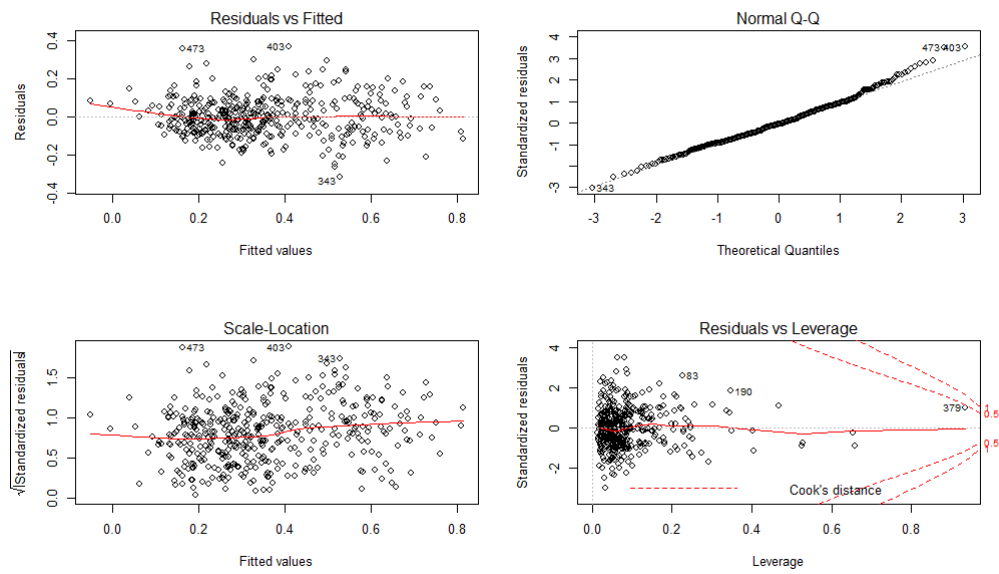 Residuals vs Fitted
Residuals
0.4
0.2
0.0
-0.2
-0.4
473
403
343
0.0 0.2 0.4 0.6 0.8
Fitted values
Normal Q-Q
Standardized residuals
4
3
2
1
0
-1
-3
473 403
343
-3 -2 -1 0 1 2 3
Theoretical Quantiles
Scale-Location
√|Standardized residuals|
1.5
1.0
0.5
0.0
473
403
343
0.0 0.2 0.4 0.6 0.8
Fitted values
Residuals vs Leverage
Standardized residuals
4
2
0
-2
83
190
379
1
0.5
0.5
1
Cook's distance
0.0 0.2 0.4 0.6 0.8
Leverage